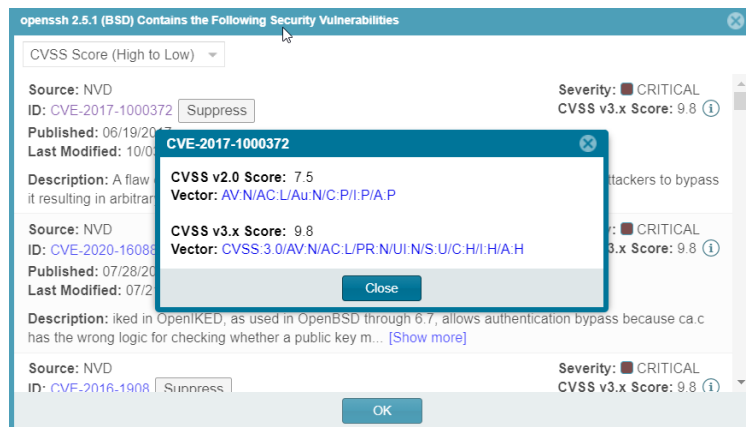 openssh 2.5.1 (BSD) Contains the Following Security Vulnerabilities
CVSS Score (High to Low)
Source: NVD
Severity: CRITICAL
ID: CVE-2017-1000372 Suppress
CVSS v3.x Score: 9.8
Published: 06/19/2017
Last Modified: 10/0
Description: A flaw
ttackers to bypass
it resulting in arbitrar
CVE-2017-1000372
CVSS v2.0 Score: 7.5
Vector: AV:N/AC:L/Au:N/C:P/I:P/A:P
CVSS v3.x Score: 9.8
Vector: CVSS:3.0/AV:N/AC:L/PR:N/UI:N/S:U/C:H/I:H/A:H
Close
Source: NVD
CRITICAL
ID: CVE-2020-16088
3.x Score: 9.8
Published: 07/28/20
Last Modified: 07/2
Description: iked in OpenIKED, as used in OpenBSD through 6.7, allows authentication bypass because ca.c
has the wrong logic for checking whether a public key m... [Show more]
Source: NVD
Severity: CRITICAL
ID: CVE-2016-1908 Suppress
CVSS v3.x Score: 9.8
OK